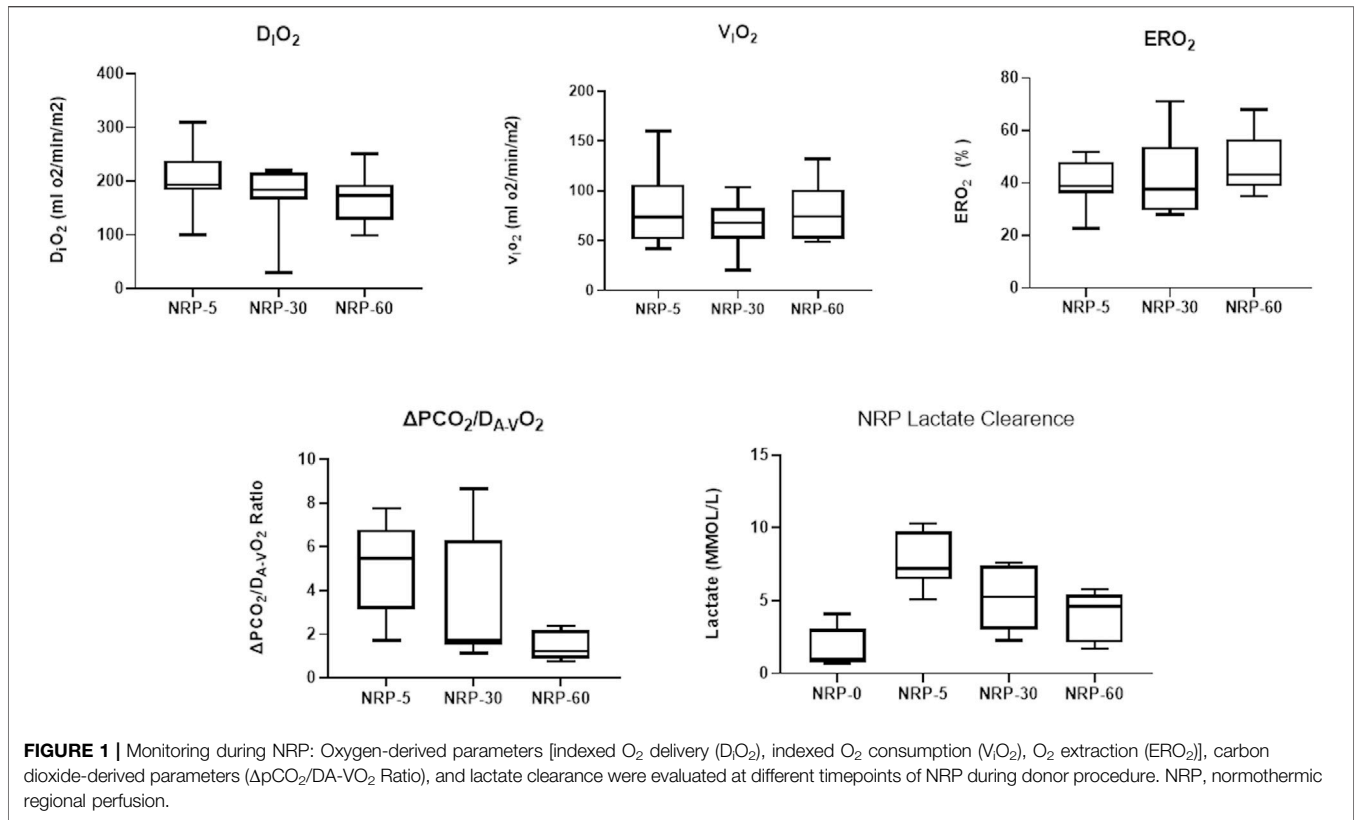 DIO2
400
300
200
100
0
DiO2 (ml o2/min/m2)
NRP-5 NRP-30 NRP-60
VIO2
200
150
100
50
0
vIo2 (ml o2/min/m2)
NRP-5 NRP-30 NRP-60
ERO2
80
60
40
20
0
ERO2 (%)
NRP-5 NRP-30 NRP-60
ΔPCO2/DA-VO2
10
8
6
4
2
0
ΔPCO2/DA-VO2 Ratio
NRP-5 NRP-30 NRP-60
NRP Lactate Clearence
15
10
5
0
Lactate (MMOL/L)
NRP-0 NRP-5 NRP-30 NRP-60
FIGURE 1 | Monitoring during NRP: Oxygen-derived parameters [indexed O2 delivery (DiO2), indexed O2 consumption (ViO2), O2 extraction (ERO2)], carbon
dioxide-derived parameters (ΔpCO2/DA-VO2 Ratio), and lactate clearance were evaluated at different timepoints of NRP during donor procedure. NRP, normothermic
regional perfusion.